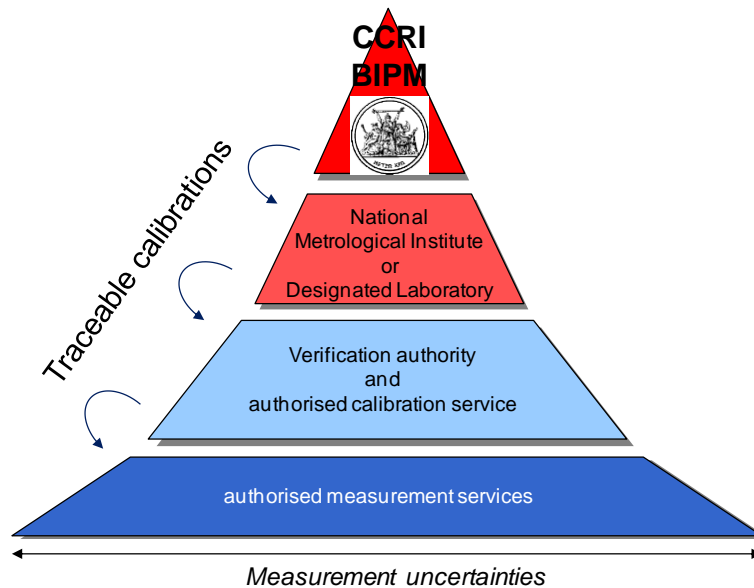 CCRI
BIPM
Traceable calibrations
National
Metrological Institute
or
Designated Laboratory
Verification authority
and
authorised calibration service
authorised measurement services
Measurement uncertainties